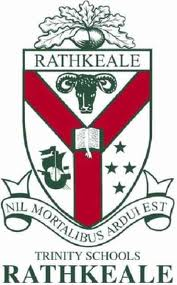 RATHKEALE
NIL MORTALIBUS ARDUI EST
TRINITY SCHOOLS
RATHKEALE